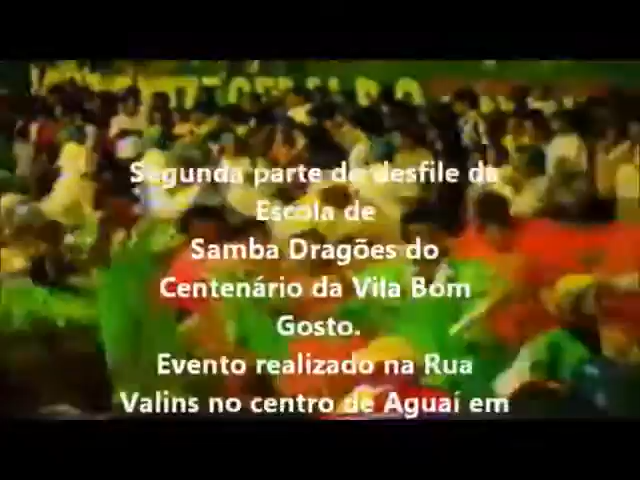 Segunda parte do desfile da
Escola de
Samba Dragões do
Centenário da Vila Bom
Gosto.
Evento realizado na Rua
Valins no centro de Aguaí em